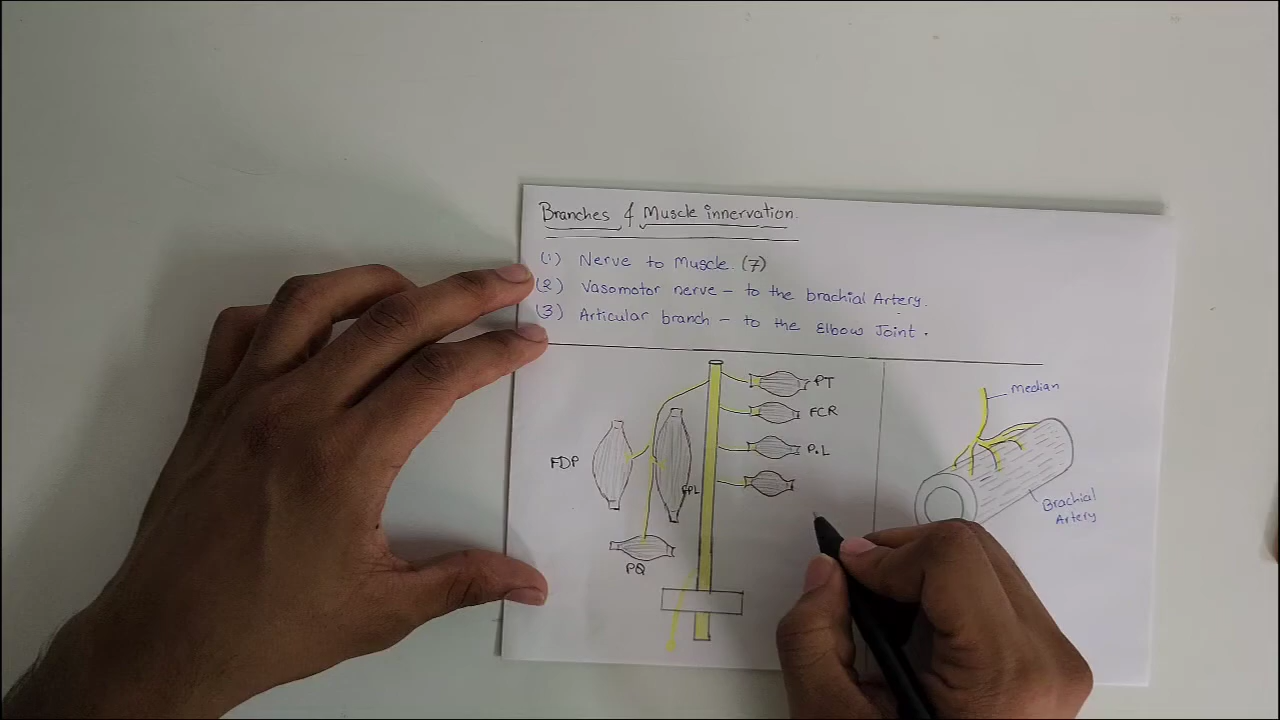 Branches & Muscle innervation.
(1) Nerve to Muscle. (7)
(2) Vasomotor nerve – to the brachial Artery.
(3) Articular branch – to the Elbow Joint.
PT
FCR
P.L
FDP
FPL
PQ
Median
Brachial
Artery